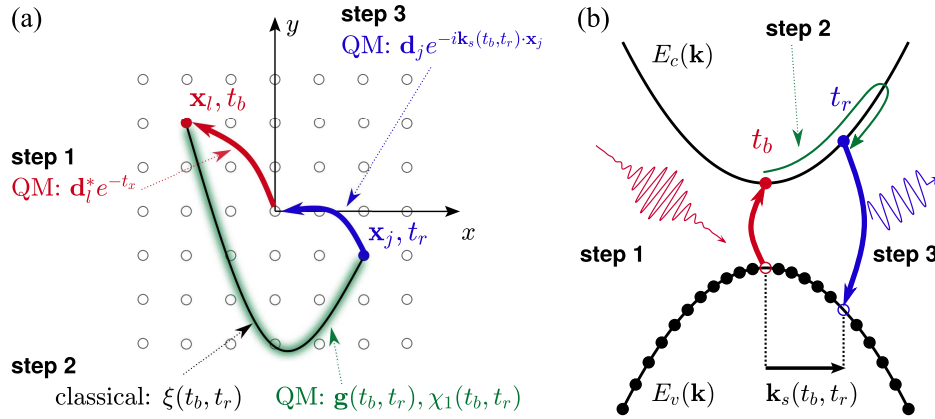 (a)
y
step 3
QM: d_j e^{-ik_s(t_b,t_r)·x_j}
x_l, t_b
step 1
QM: d_l^* e^{-t_x}
x
x_j, t_r
step 2
classical: ξ(t_b, t_r)
QM: g(t_b, t_r), χ_1(t_b, t_r)
(b)
step 2
E_c(k)
t_r
t_b
step 1
step 3
E_v(k)
k_s(t_b, t_r)